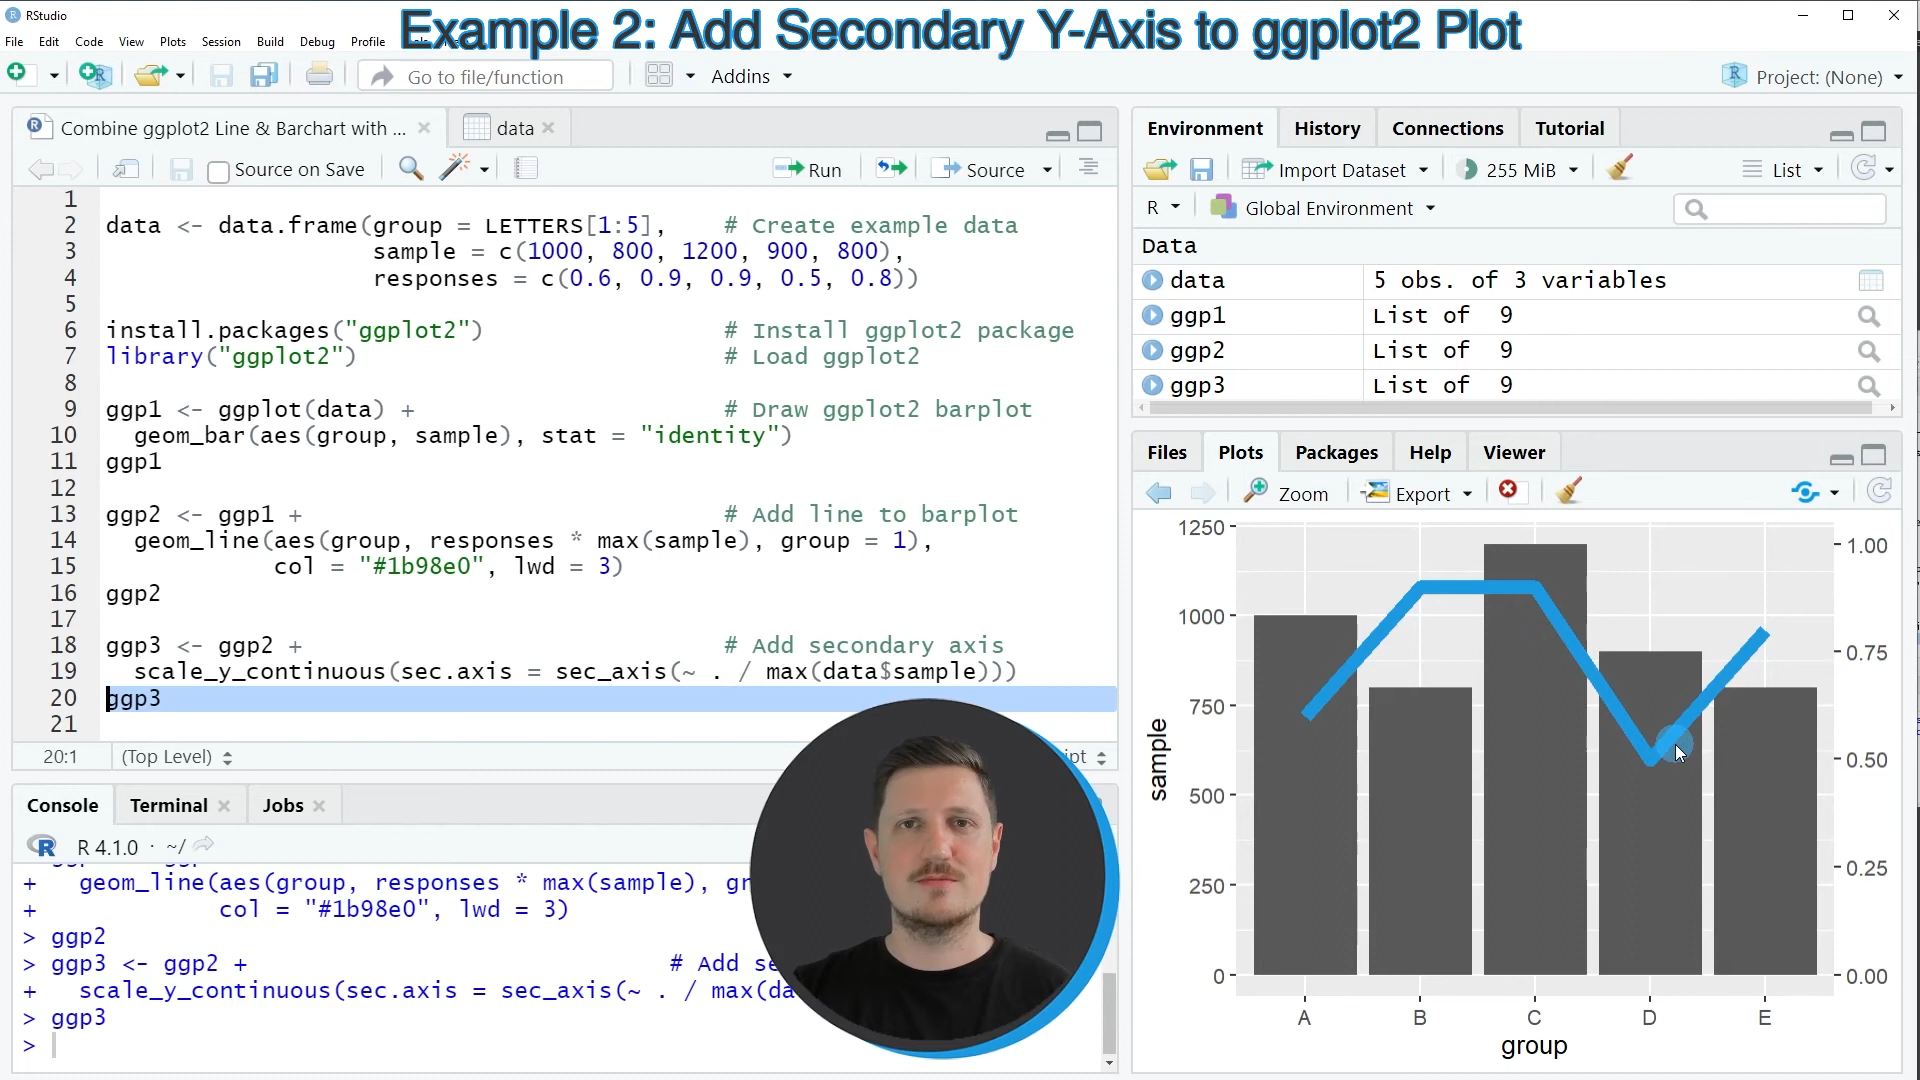 RStudio
Example 2: Add Secondary Y-Axis to ggplot2 Plot
File Edit Code View Plots Session Build Debug Profile
Go to file/function
Addins
Project: (None)
Combine ggplot2 Line & Barchart with ...
data
Source on Save
Run
Source
1
2 data <- data.frame(group = LETTERS[1:5], # Create example data
3 sample = c(1000, 800, 1200, 900, 800),
4 responses = c(0.6, 0.9, 0.9, 0.5, 0.8))
5
6 install.packages("ggplot2") # Install ggplot2 package
7 library("ggplot2") # Load ggplot2
8
9 ggp1 <- ggplot(data) + # Draw ggplot2 barplot
10 geom_bar(aes(group, sample), stat = "identity")
11 ggp1
12
13 ggp2 <- ggp1 + # Add line to barplot
14 geom_line(aes(group, responses * max(sample), group = 1),
15 col = "#1b98e0", lwd = 3)
16 ggp2
17
18 ggp3 <- ggp2 + # Add secondary axis
19 scale_y_continuous(sec.axis = sec_axis(~ . / max(data$sample)))
20 ggp3
21
20:1 (Top Level)
Console Terminal Jobs
R 4.1.0 · ~/
+ geom_line(aes(group, responses * max(sample), gr
+ col = "#1b98e0", lwd = 3)
> ggp2
> ggp3 <- ggp2 + # Add se
+ scale_y_continuous(sec.axis = sec_axis(~ . / max(da
> ggp3
>
Environment History Connections Tutorial
Import Dataset 255 MiB List
R Global Environment
Data
data 5 obs. of 3 variables
ggp1 List of 9
ggp2 List of 9
ggp3 List of 9
Files Plots Packages Help Viewer
Zoom Export
1250
1000
750
500
250
0
sample
1.00
0.75
0.50
0.25
0.00
A B C D E
group